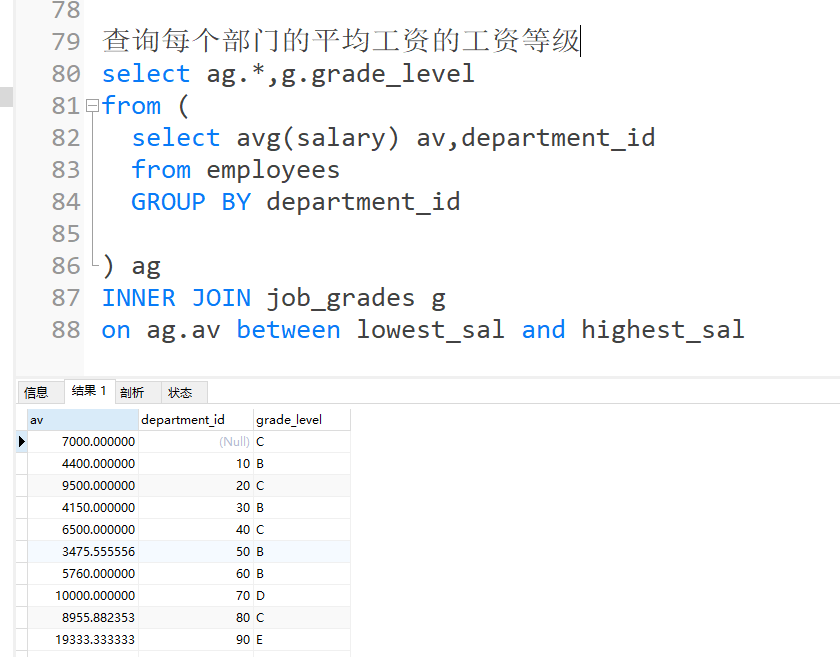 78
79 查询每个部门的平均工资的工资等级
80 select ag.*,g.grade_level
81 from (
82 select avg(salary) av,department_id
83 from employees
84 GROUP BY department_id
85
86 ) ag
87 INNER JOIN job_grades g
88 on ag.av between lowest_sal and highest_sal
信息 结果 1 剖析 状态
av department_id grade_level
7000.000000 (Null) C
4400.000000 10 B
9500.000000 20 C
4150.000000 30 B
6500.000000 40 C
3475.555556 50 B
5760.000000 60 B
10000.000000 70 D
8955.882353 80 C
19333.333333 90 E